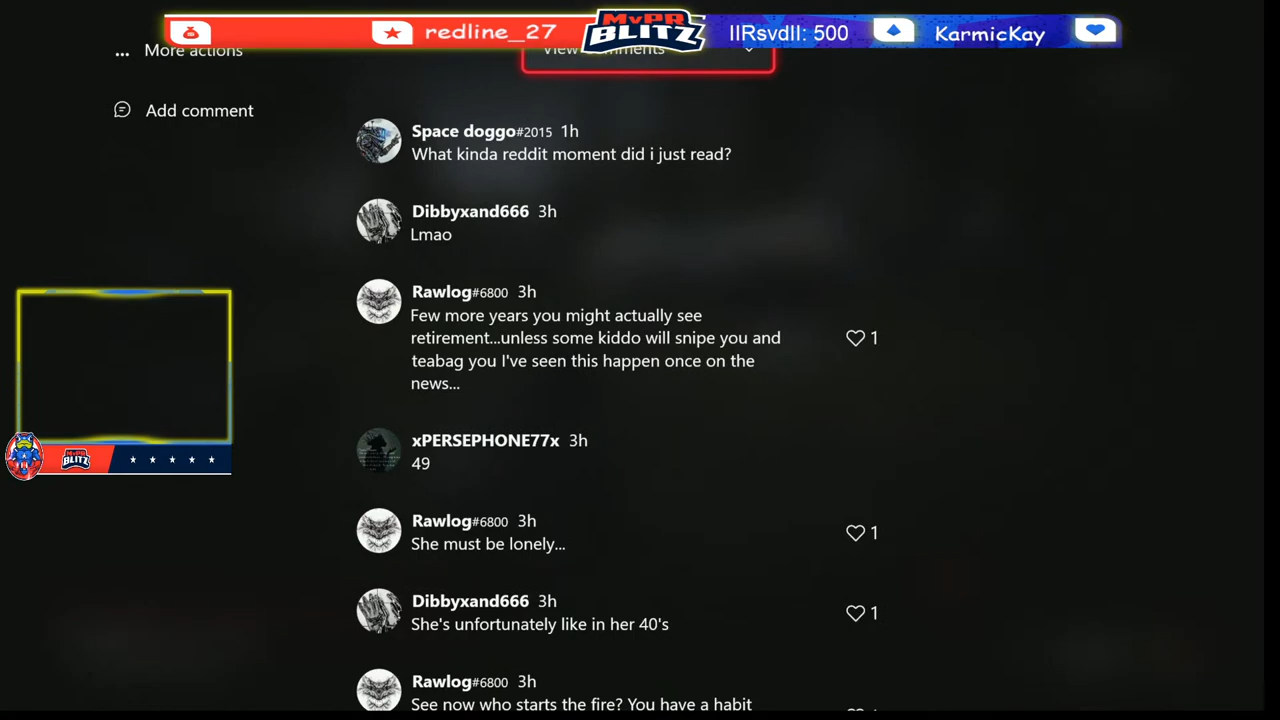 redline_27
MvPR
BLITZ
IIRsvdII: 500
KarmicKay
... More actions
View comments
Add comment
Space doggo#2015 1h
What kinda reddit moment did i just read?
Dibbyxand666 3h
Lmao
Rawlog#6800 3h
Few more years you might actually see
retirement...unless some kiddo will snipe you and
teabag you I've seen this happen once on the
news...
1
xPERSEPHONE77x 3h
49
MvPR
BLITZ
Rawlog#6800 3h
She must be lonely...
1
Dibbyxand666 3h
She's unfortunately like in her 40's
1
Rawlog#6800 3h
See now who starts the fire? You have a habit